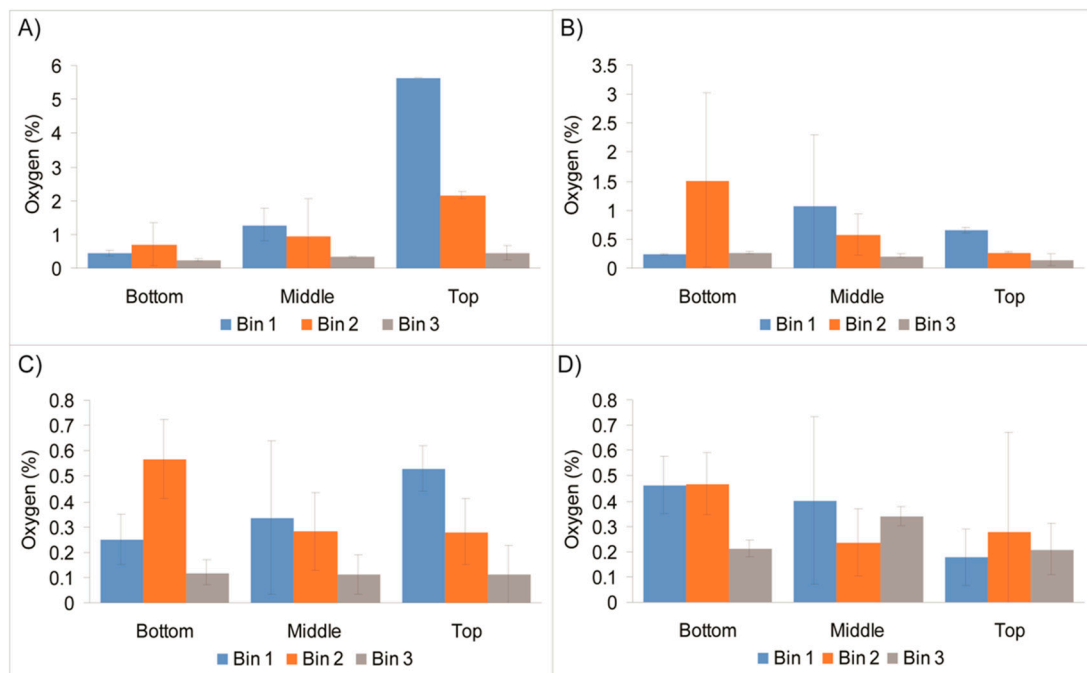 A)
Oxygen (%)
6
5
4
3
2
1
0
Bottom Middle Top
Bin 1 Bin 2 Bin 3
B)
Oxygen (%)
3.5
3
2.5
2
1.5
1
0.5
0
Bottom Middle Top
Bin 1 Bin 2 Bin 3
C)
Oxygen (%)
0.8
0.7
0.6
0.5
0.4
0.3
0.2
0.1
0
Bottom Middle Top
Bin 1 Bin 2 Bin 3
D)
Oxygen (%)
0.8
0.7
0.6
0.5
0.4
0.3
0.2
0.1
0
Bottom Middle Top
Bin 1 Bin 2 Bin 3